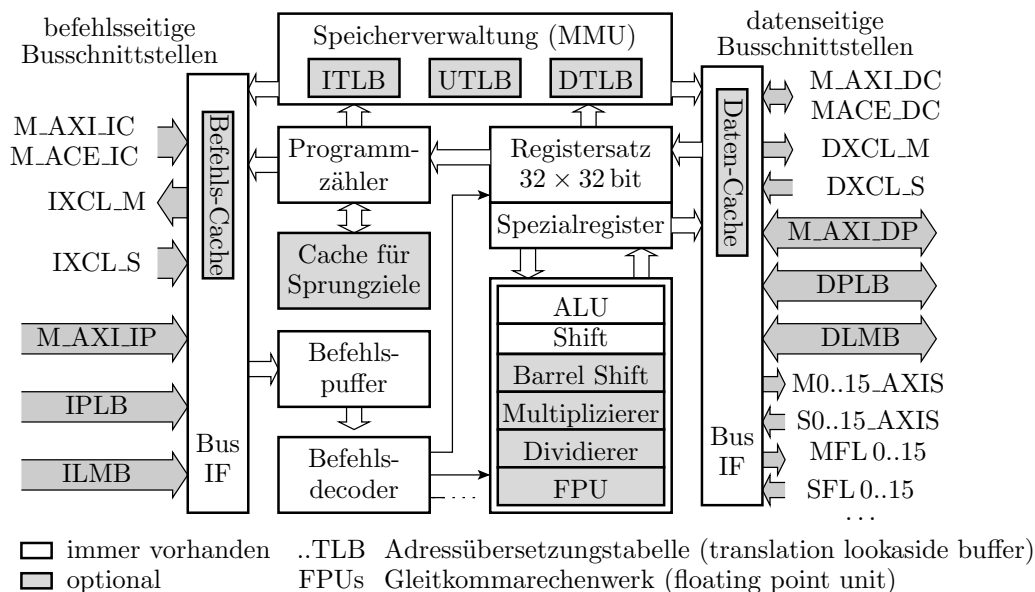 befehlsseitige
Busschnittstellen
Speicherverwaltung (MMU)
ITLB
UTLB
DTLB
datenseitige
Busschnittstellen
M_AXI_IC
M_ACE_IC
IXCL_M
IXCL_S
M_AXI_IP
IPLB
ILMB
Befehls-Cache
Bus
IF
Programm-
zähler
Cache für
Sprungziele
Befehls-
puffer
Befehls-
decoder
. . . .
Registersatz
32 × 32 bit
Spezialregister
ALU
Shift
Barrel Shift
Multiplizierer
Dividierer
FPU
Daten-Cache
Bus
IF
M_AXI_DC
MACE_DC
DXCL_M
DXCL_S
M_AXI_DP
DPLB
DLMB
M0..15_AXIS
S0..15_AXIS
MFL 0..15
SFL 0..15
. . .
immer vorhanden
optional
..TLB Adressübersetzungstabelle (translation lookaside buffer)
FPUs Gleitkommarechenwerk (floating point unit)